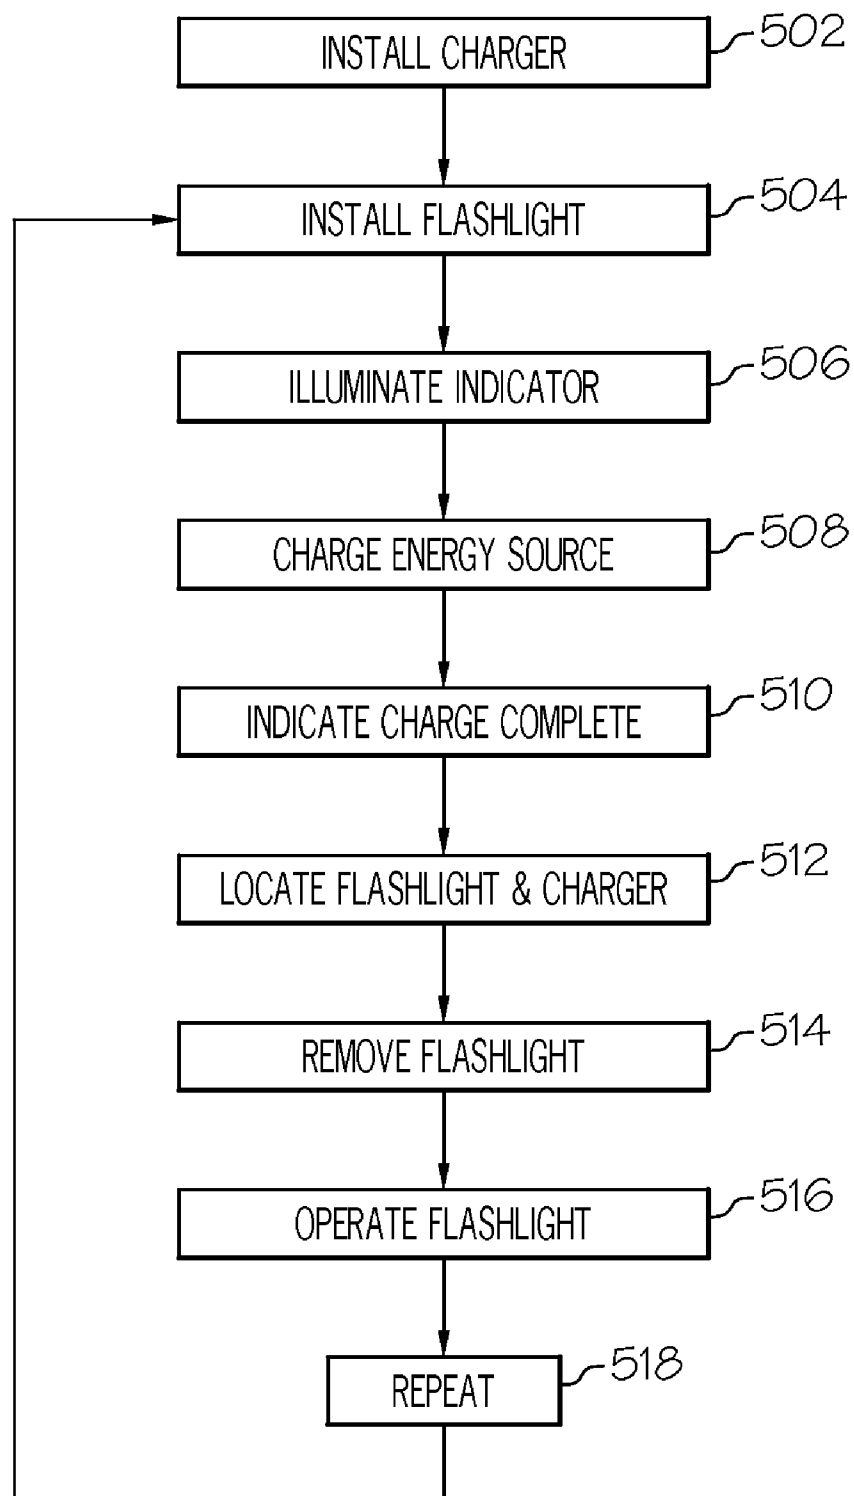 INSTALL CHARGER
502
INSTALL FLASHLIGHT
504
ILLUMINATE INDICATOR
506
CHARGE ENERGY SOURCE
508
INDICATE CHARGE COMPLETE
510
LOCATE FLASHLIGHT & CHARGER
512
REMOVE FLASHLIGHT
514
OPERATE FLASHLIGHT
516
REPEAT
518